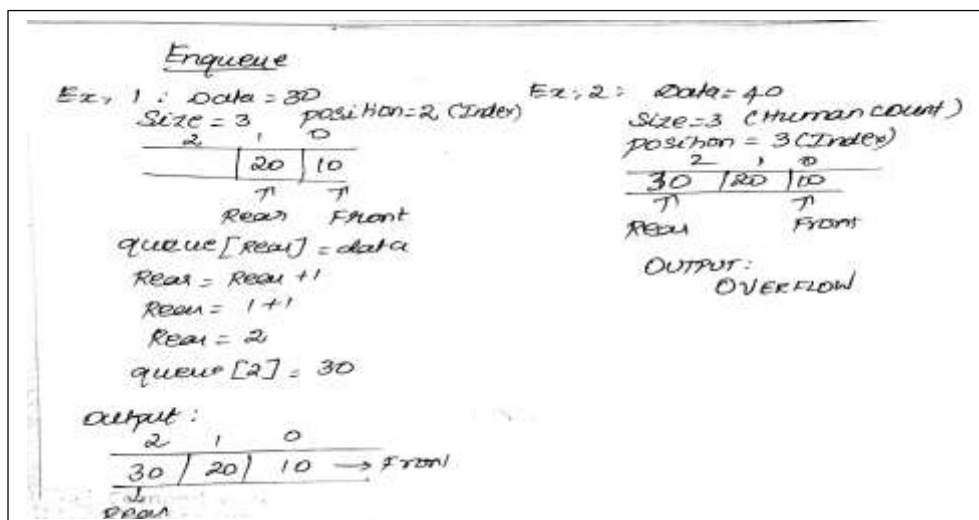 Enqueue
Ex: 1 : Data = 30
Size = 3 position=2 (Index)
2 1 0
20 10
Rear Front
queue[Rear] = data
Rear = Rear +1
Rear = 1+1
Rear = 2
queue [2] = 30
Output :
2 1 0
30 20 10 → Front
Rear
Ex: 2 : Data = 40
Size=3 (Human count)
position = 3 (Index)
2 1 0
30 20 10
Rear Front
OUTPUT :
OVERFLOW